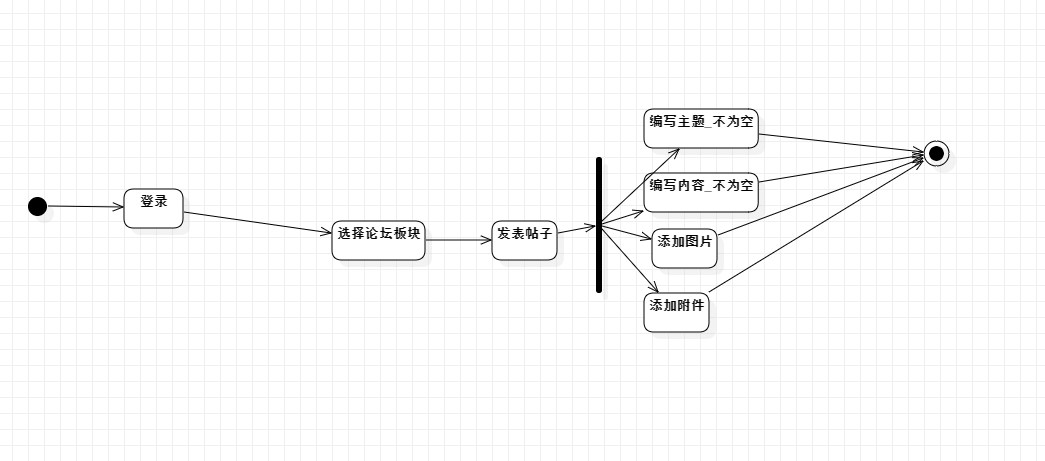 登录
选择论坛板块
发表帖子
编写主题_不为空
编写内容_不为空
添加图片
添加附件